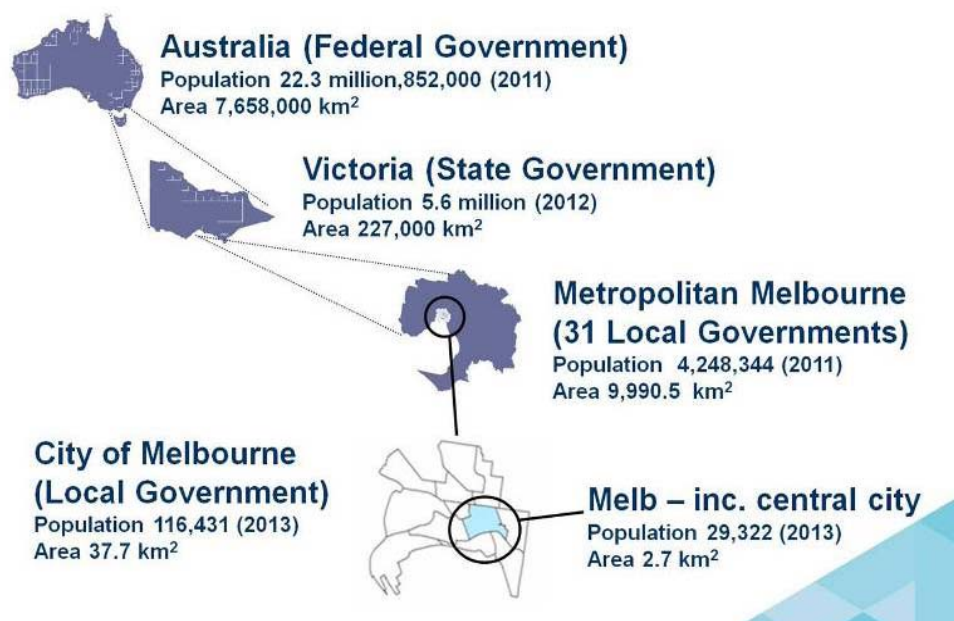 Australia (Federal Government)
Population 22.3 million,852,000 (2011)
Area 7,658,000 km²
Victoria (State Government)
Population 5.6 million (2012)
Area 227,000 km²
Metropolitan Melbourne
(31 Local Governments)
Population 4,248,344 (2011)
Area 9,990.5 km²
City of Melbourne
(Local Government)
Population 116,431 (2013)
Area 37.7 km²
Melb – inc. central city
Population 29,322 (2013)
Area 2.7 km²